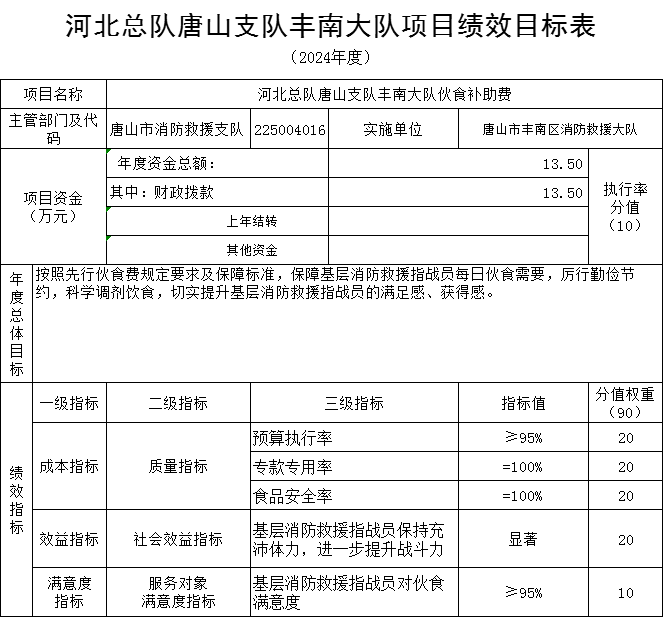 河北总队唐山支队丰南大队项目绩效目标表
（2024年度）
项目名称
河北总队唐山支队丰南大队伙食补助费
主管部门及代
码
唐山市消防救援支队
225004016
实施单位
唐山市丰南区消防救援大队
项目资金
（万元）
年度资金总额：
13.50
执行率
分值
（10）
其中：财政拨款
13.50
上年结转
其他资金
年度总体目标
按照先行伙食费规定要求及保障标准，保障基层消防救援指战员每日伙食需要，厉行勤俭节
约，科学调剂饮食，切实提升基层消防救援指战员的满足感、获得感。
绩效指标
一级指标
二级指标
三级指标
指标值
分值权重
（90）
成本指标
质量指标
预算执行率
≥95%
20
专款专用率
=100%
20
食品安全率
=100%
20
效益指标
社会效益指标
基层消防救援指战员保持充
沛体力，进一步提升战斗力
显著
20
满意度
指标
服务对象
满意度指标
基层消防救援指战员对伙食
满意度
≥95%
10